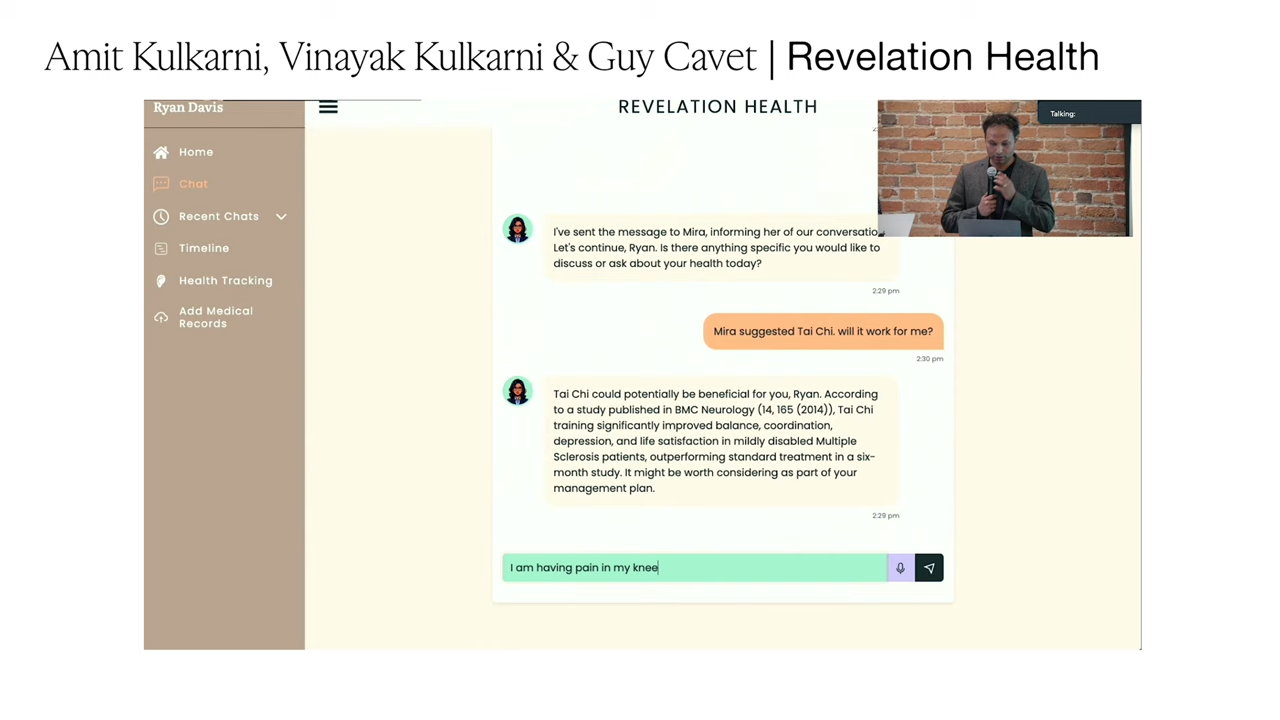 Amit Kulkarni, Vinayak Kulkarni & Guy Cavet | Revelation Health
Ryan Davis
REVELATION HEALTH
Talking:
Home
Chat
Recent Chats
Timeline
Health Tracking
Add Medical
Records
I've sent the message to Mira, informing her of our conversatio
Let's continue, Ryan. Is there anything specific you would like to
discuss or ask about your health today?
2:29 pm
Mira suggested Tai Chi. will it work for me?
2:30 pm
Tai Chi could potentially be beneficial for you, Ryan. According
to a study published in BMC Neurology (14, 165 (2014)), Tai Chi
training significantly improved balance, coordination,
depression, and life satisfaction in mildly disabled Multiple
Sclerosis patients, outperforming standard treatment in a six-
month study. It might be worth considering as part of your
management plan.
2:29 pm
I am having pain in my knee